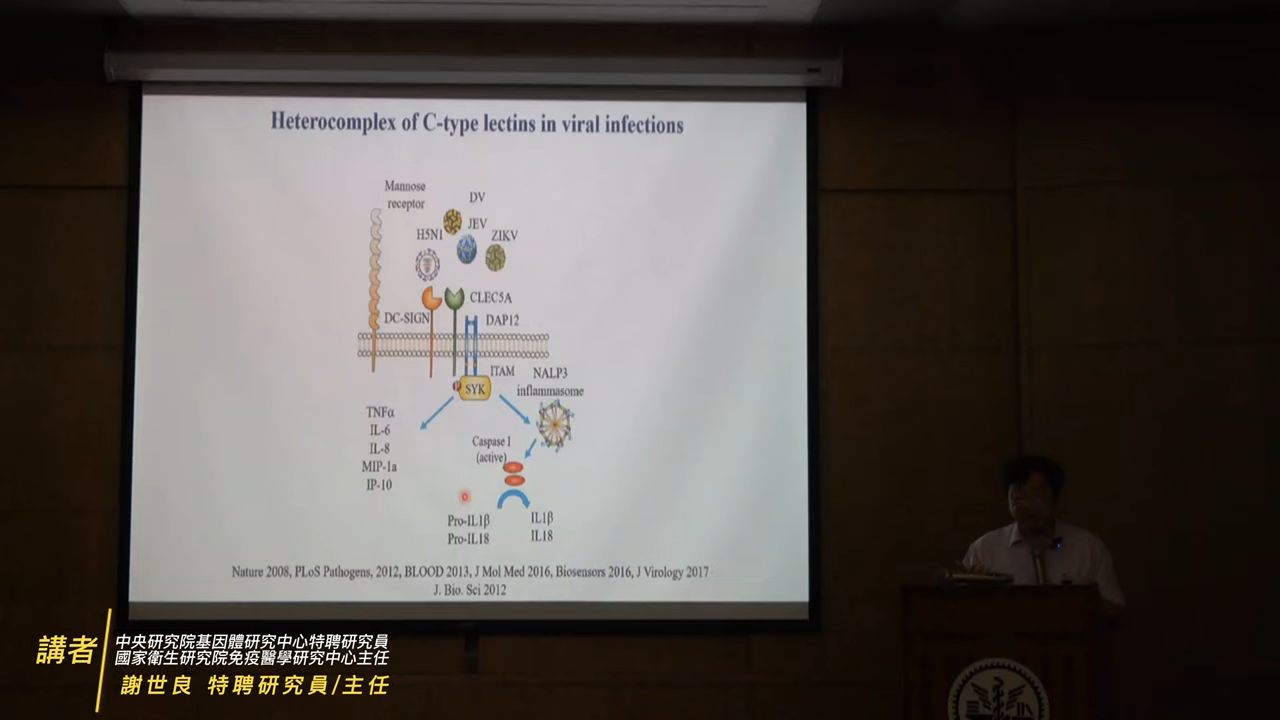 Heterocomplex of C-type lectins in viral infections
Mannose
receptor
DV
JEV
H5N1
ZIKV
CLEC5A
DC-SIGN
DAP12
ITAM
NALP3
inflammasome
P
SYK
TNFα
IL-6
IL-8
MIP-1a
IP-10
Caspase 1
(active)
Pro-IL1β
Pro-IL18
IL1β
IL18
Nature 2008, PLoS Pathogens, 2012, BLOOD 2013, J Mol Med 2016, Biosensors 2016, J Virology 2017
J. Bio. Sci 2012
講者
中央研究院基因體研究中心特聘研究員
國家衛生研究院免疫醫學研究中心主任
謝世良 特聘研究員/主任